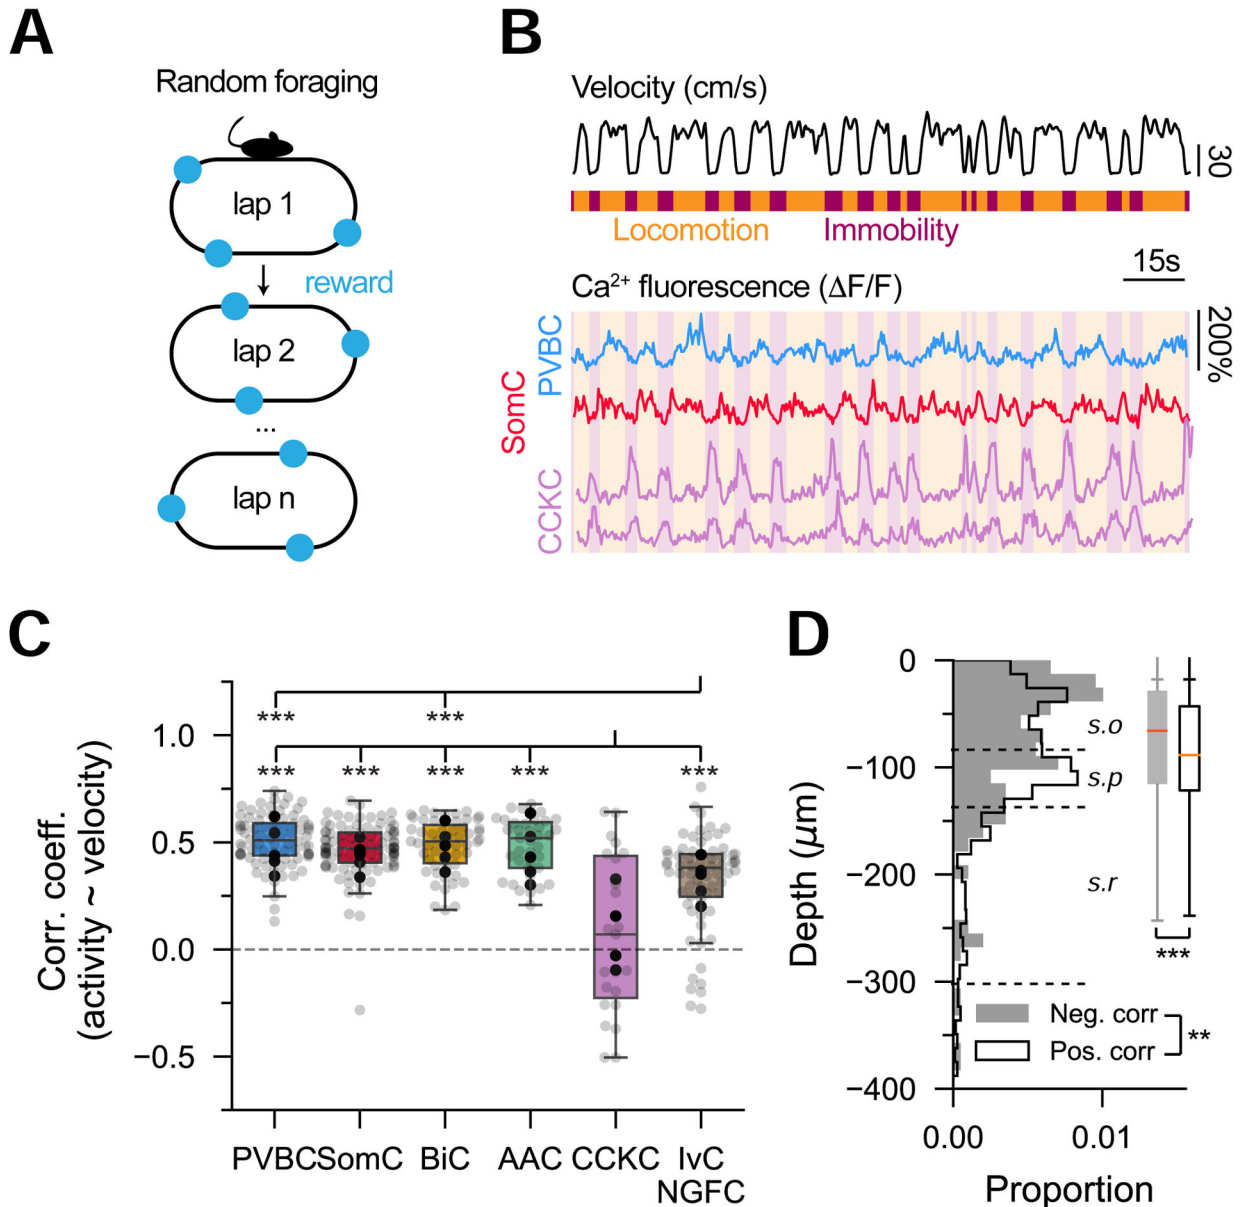 A
Random foraging
lap 1
reward
lap 2
...
lap n
B
Velocity (cm/s)
30
Locomotion
Immobility
15s
Ca²⁺ fluorescence (ΔF/F)
200%
PVBC
SomC
CCKC
C
Corr. coeff.
(activity ~ velocity)
1.0
0.5
0.0
−0.5
***
***
***
***
***
***
***
PVBC
SomC
BiC
AAC
CCKC
IvC
NGFC
D
Depth (μm)
0
−100
−200
−300
−400
s.o
s.p
s.r
***
Neg. corr
Pos. corr
**
0.00
0.01
Proportion